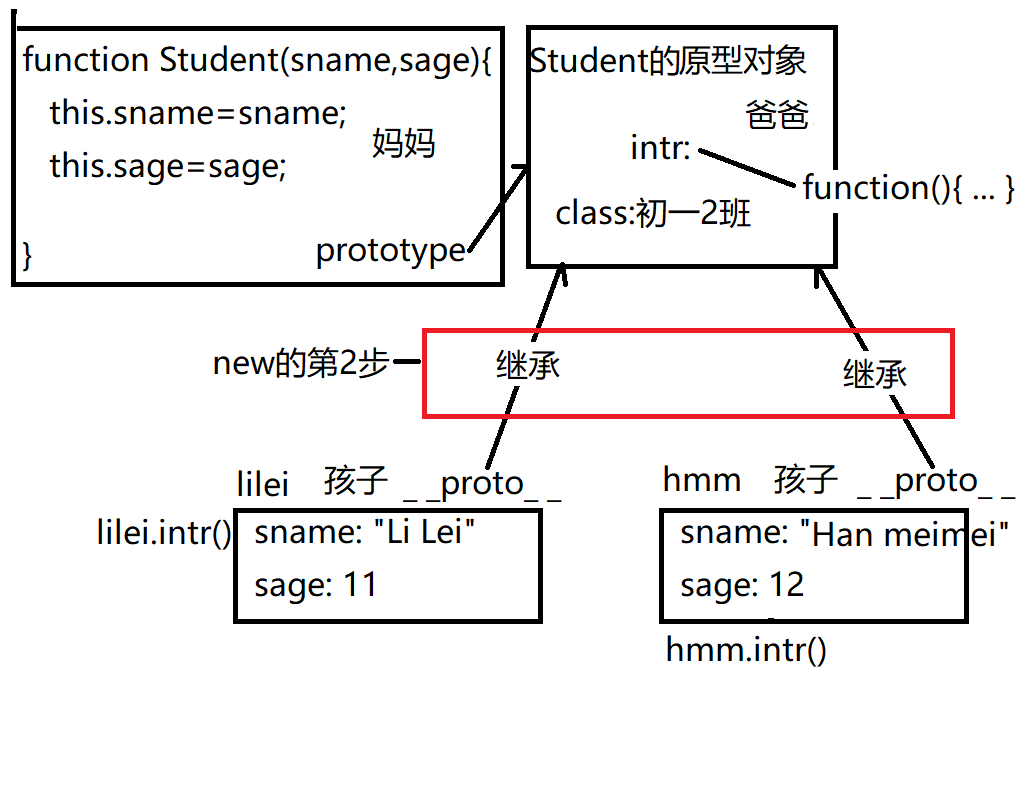 function Student(sname,sage){
this.sname=sname;
this.sage=sage;
妈妈
}
prototype
Student的原型对象
爸爸
intr:
function(){ ... }
class:初一2班
new的第2步
继承
继承
lilei 孩子 _ _proto_ _
lilei.intr()
sname: "Li Lei"
sage: 11
hmm 孩子 _ _proto_ _
sname: "Han meimei"
sage: 12
hmm.intr()